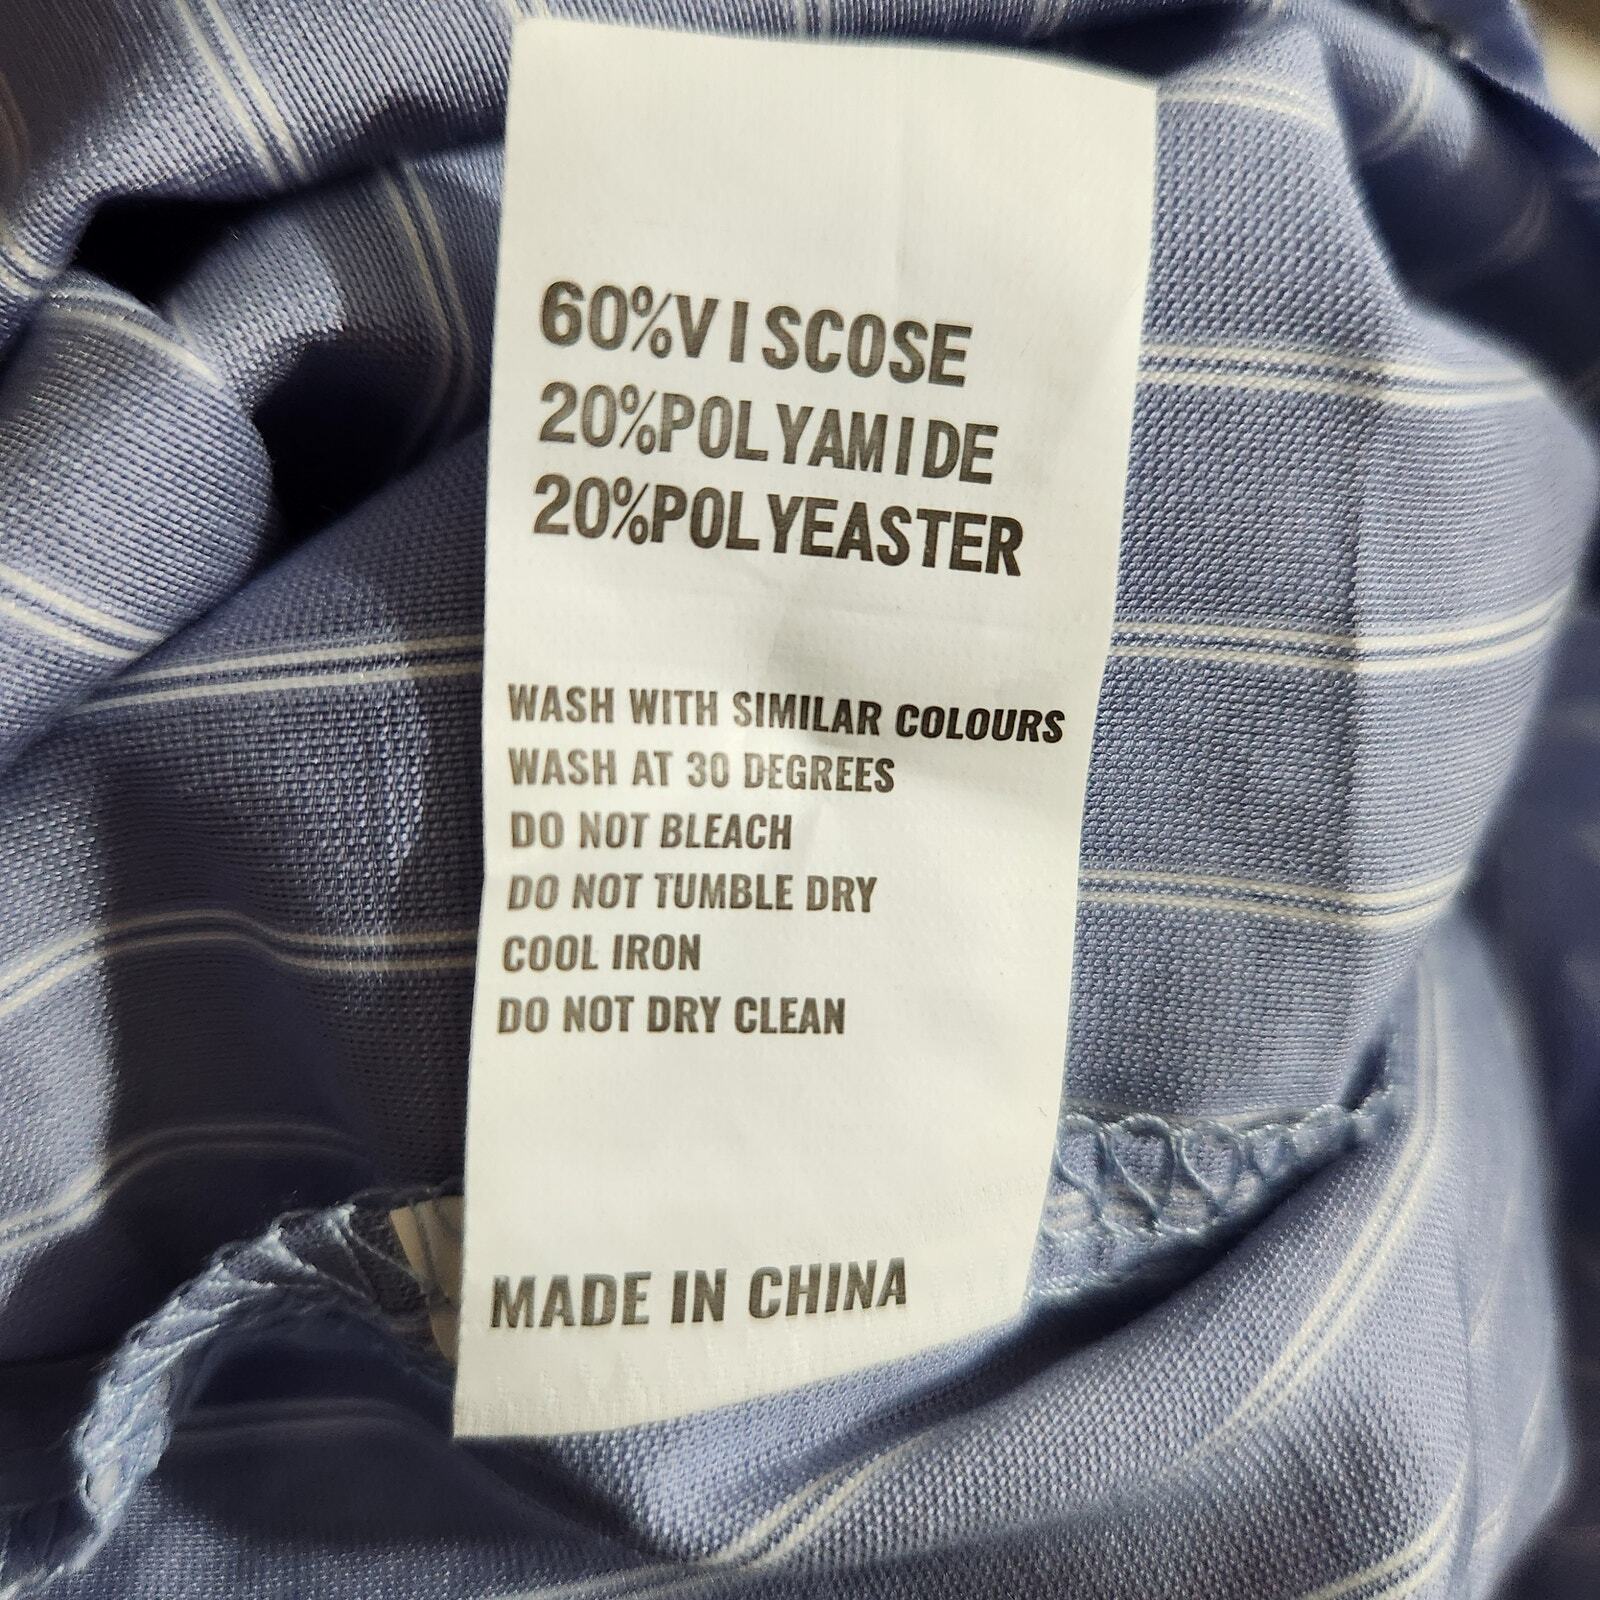 60%VISCOSE
20%POLYAMIDE
20%POLYEASTER
WASH WITH SIMILAR COLOURS
WASH AT 30 DEGREES
DO NOT BLEACH
DO NOT TUMBLE DRY
COOL IRON
DO NOT DRY CLEAN
MADE IN CHINA